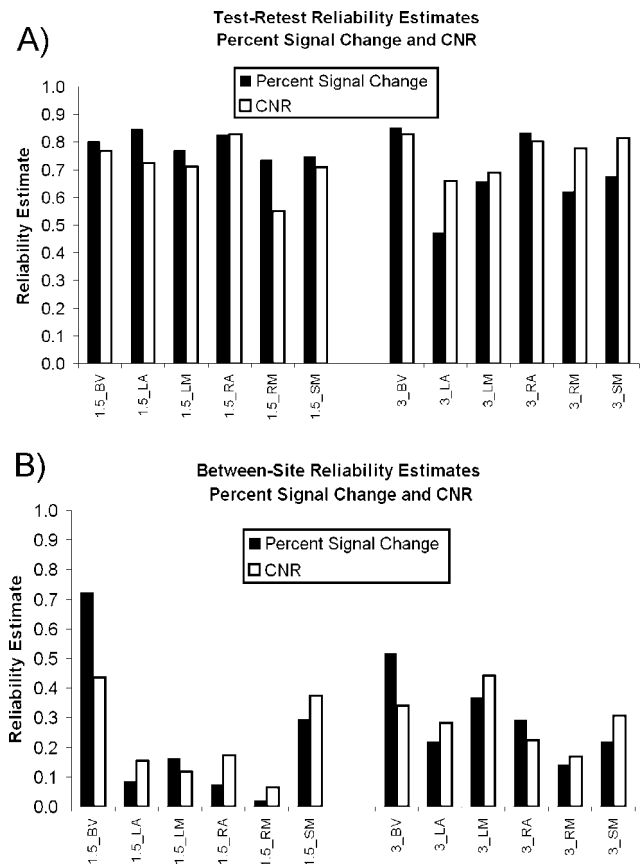 A)
Test-Retest Reliability Estimates
Percent Signal Change and CNR
Percent Signal Change
CNR
Reliability Estimate
1.0
0.9
0.8
0.7
0.6
0.5
0.4
0.3
0.2
0.1
0.0
1.5_BV
1.5_LA
1.5_LM
1.5_RA
1.5_RM
1.5_SM
3_BV
3_LA
3_LM
3_RA
3_RM
3_SM
B)
Between-Site Reliability Estimates
Percent Signal Change and CNR
Percent Signal Change
CNR
Reliability Estimate
1.0
0.9
0.8
0.7
0.6
0.5
0.4
0.3
0.2
0.1
0.0
1.5_BV
1.5_LA
1.5_LM
1.5_RA
1.5_RM
1.5_SM
3_BV
3_LA
3_LM
3_RA
3_RM
3_SM